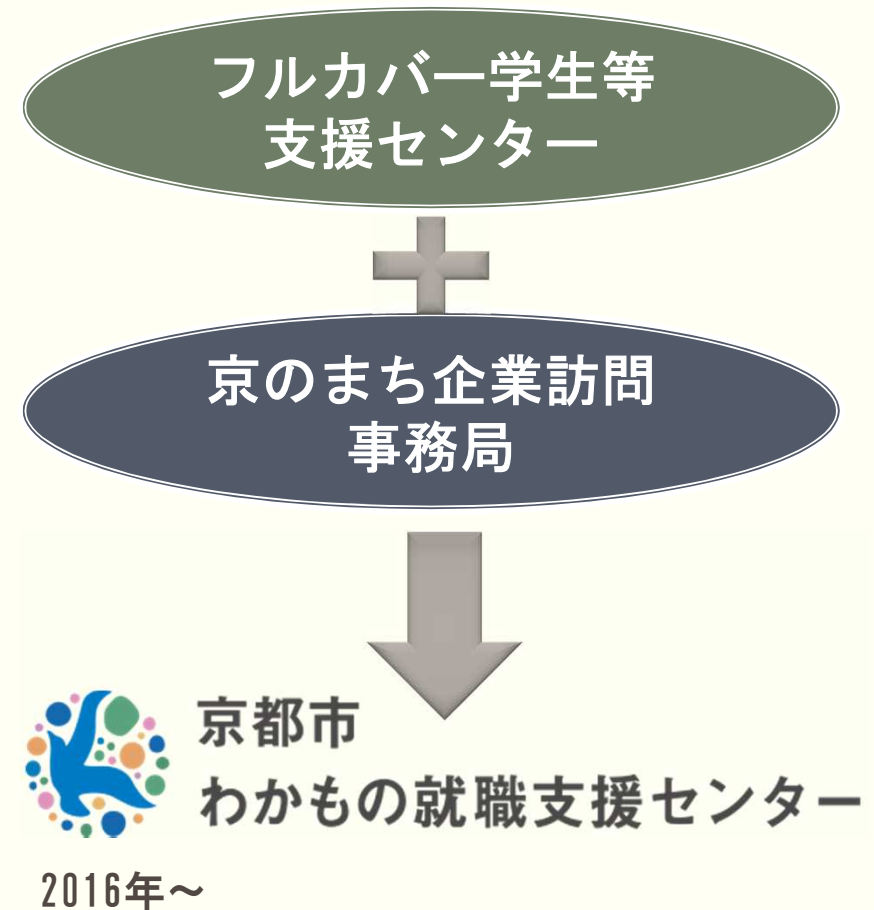 フルカバー学生等
支援センター
京のまち企業訪問
事務局
京都市
わかもの就職支援センター
2016年～